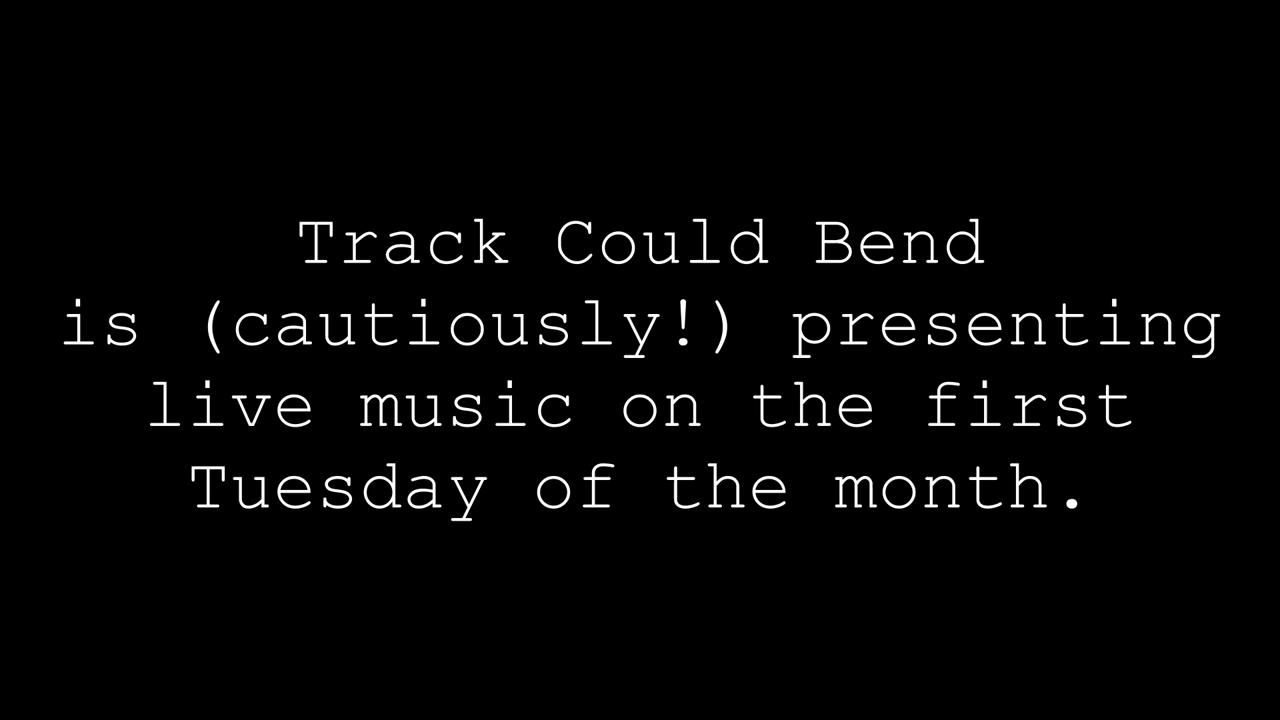 Track Could Bend
is (cautiously!) presenting
live music on the first
Tuesday of the month.